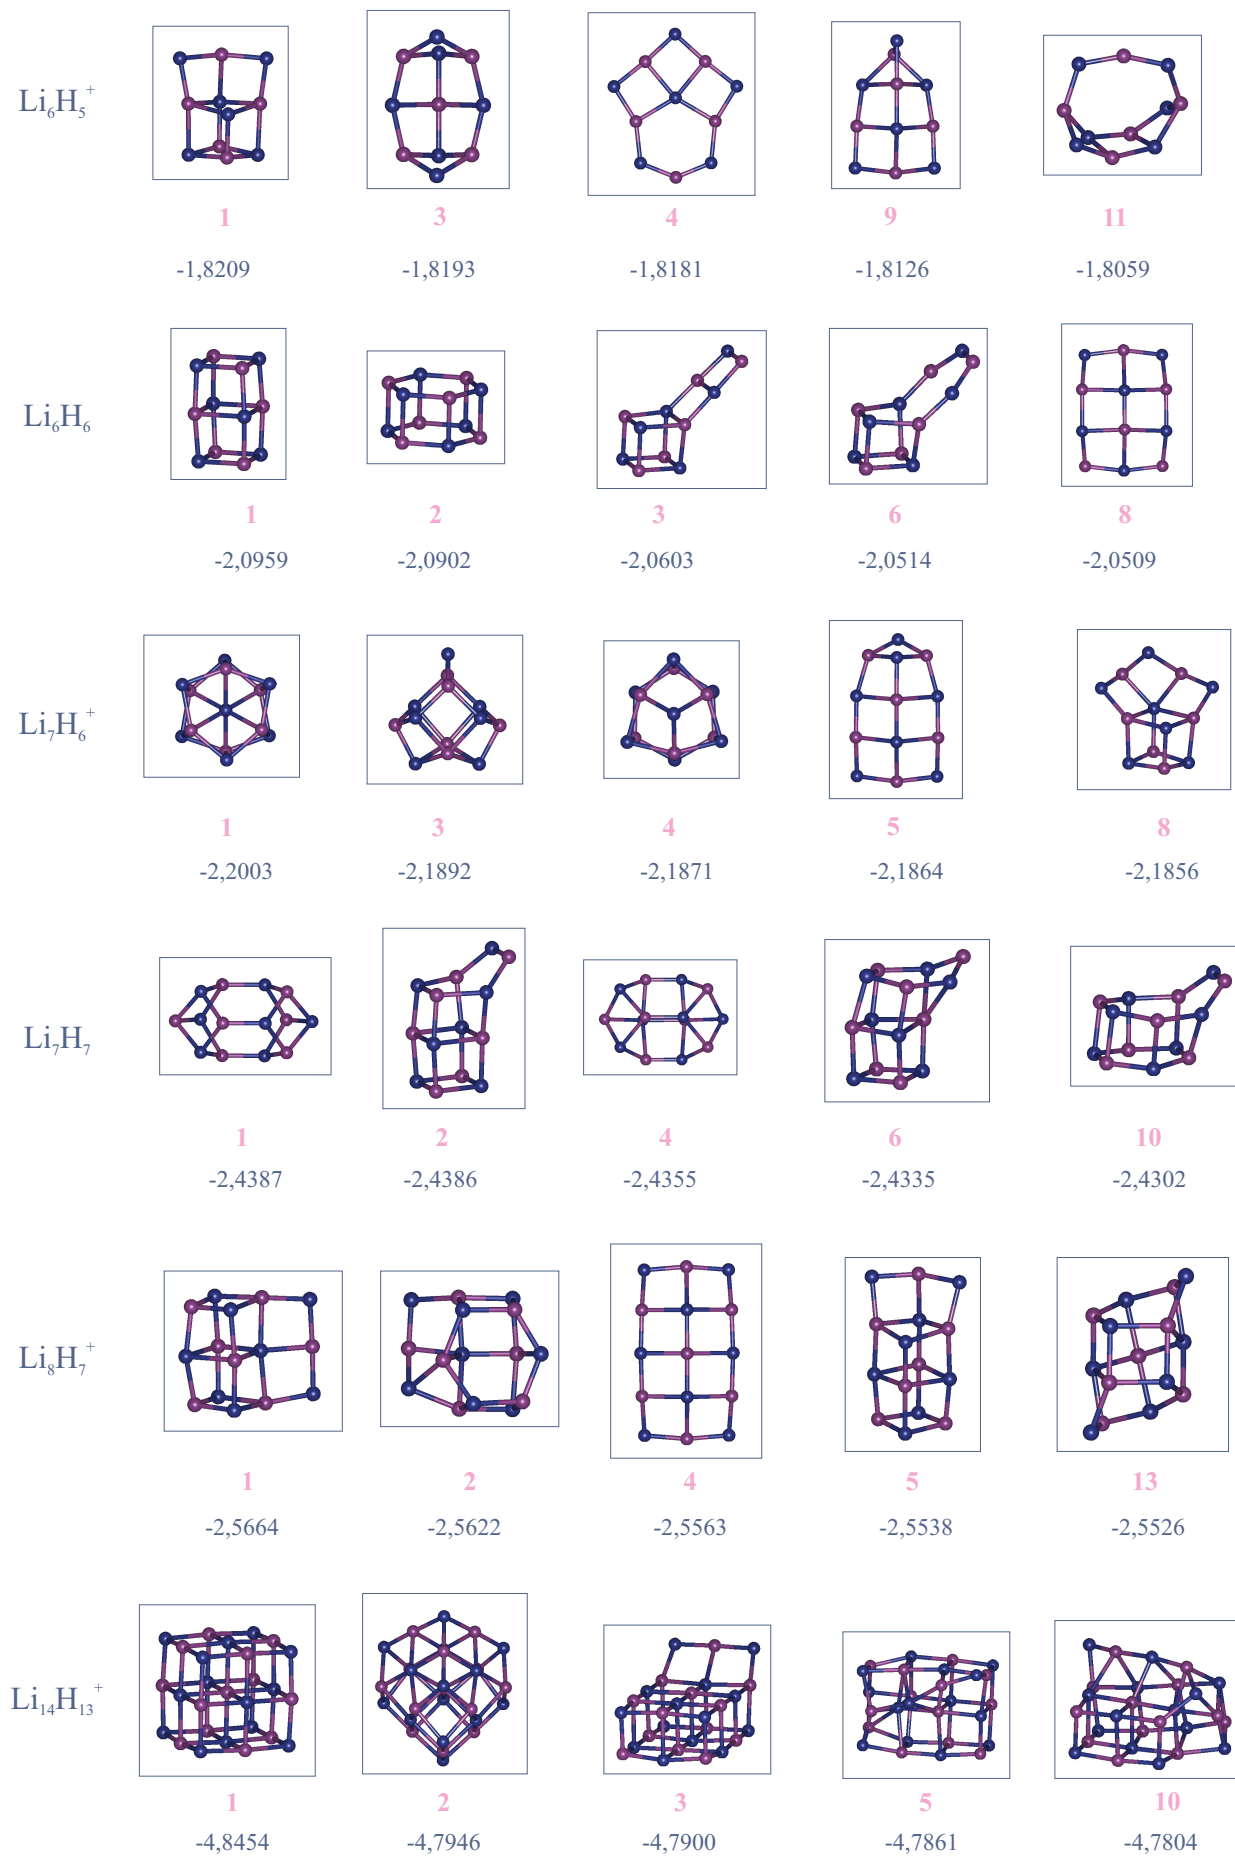 Li₆H₅⁺
1 3 4 9 11
-1,8209 -1,8193 -1,8181 -1,8126 -1,8059
Li₆H₆
1 2 3 6 8
-2,0959 -2,0902 -2,0603 -2,0514 -2,0509
Li₇H₆⁺
1 3 4 5 8
-2,2003 -2,1892 -2,1871 -2,1864 -2,1856
Li₇H₇
1 2 4 6 10
-2,4387 -2,4386 -2,4355 -2,4335 -2,4302
Li₈H₇⁺
1 2 4 5 13
-2,5664 -2,5622 -2,5563 -2,5538 -2,5526
Li₁₄H₁₃⁺
1 2 3 5 10
-4,8454 -4,7946 -4,7900 -4,7861 -4,7804